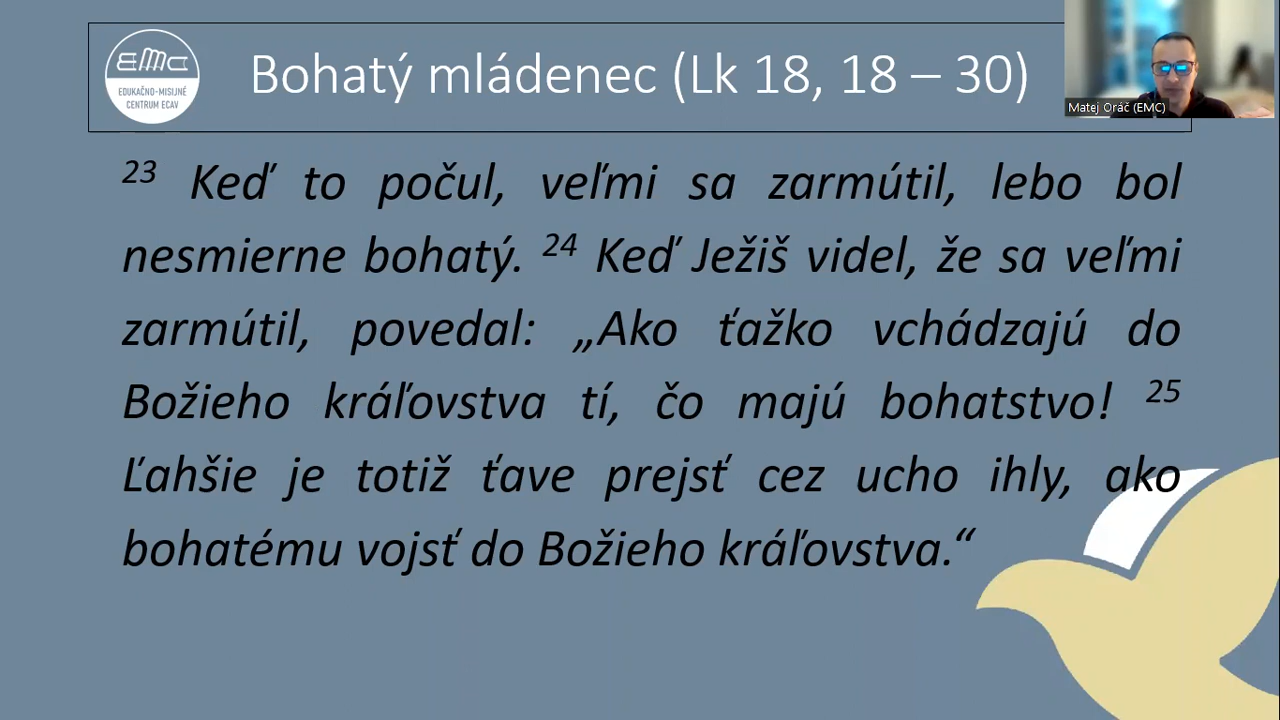 EMC
EDUKAČNO-MISIJNÉ
CENTRUM ECAV
Bohatý mládenec (Lk 18, 18 – 30)
Matej Oráč (EMC)
23 Keď to počul, veľmi sa zarmútil, lebo bol
nesmierne bohatý. 24 Keď Ježiš videl, že sa veľmi
zarmútil, povedal: „Ako ťažko vchádzajú do
Božieho kráľovstva tí, čo majú bohatstvo! 25
Ľahšie je totiž ťave prejsť cez ucho ihly, ako
bohatému vojsť do Božieho kráľovstva.“